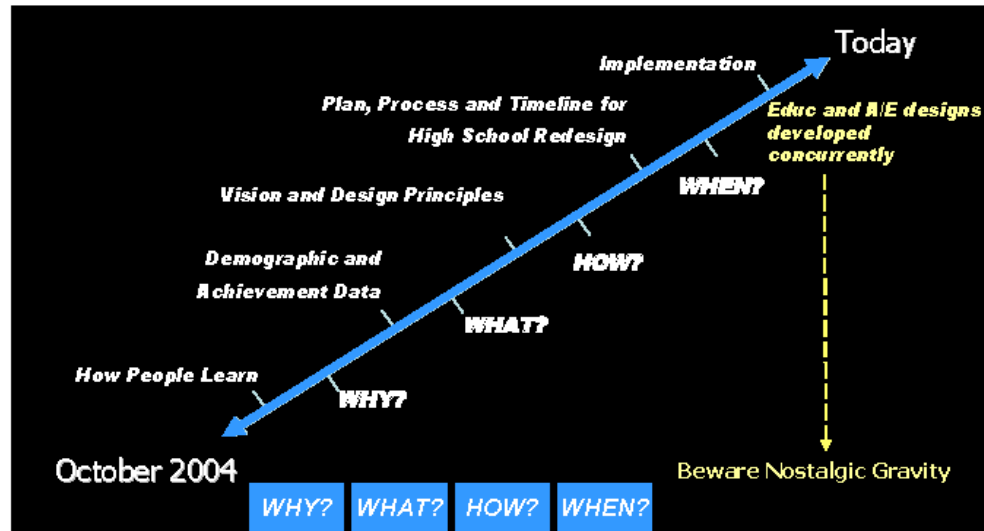 Today
Implementation
Plan, Process and Timeline for
High School Redesign
Educ and A/E designs
developed
concurrently
WHEN?
Vision and Design Principles
HOW?
Demographic and
Achievement Data
WHAT?
How People Learn
WHY?
October 2004
Beware Nostalgic Gravity
WHY?
WHAT?
HOW?
WHEN?